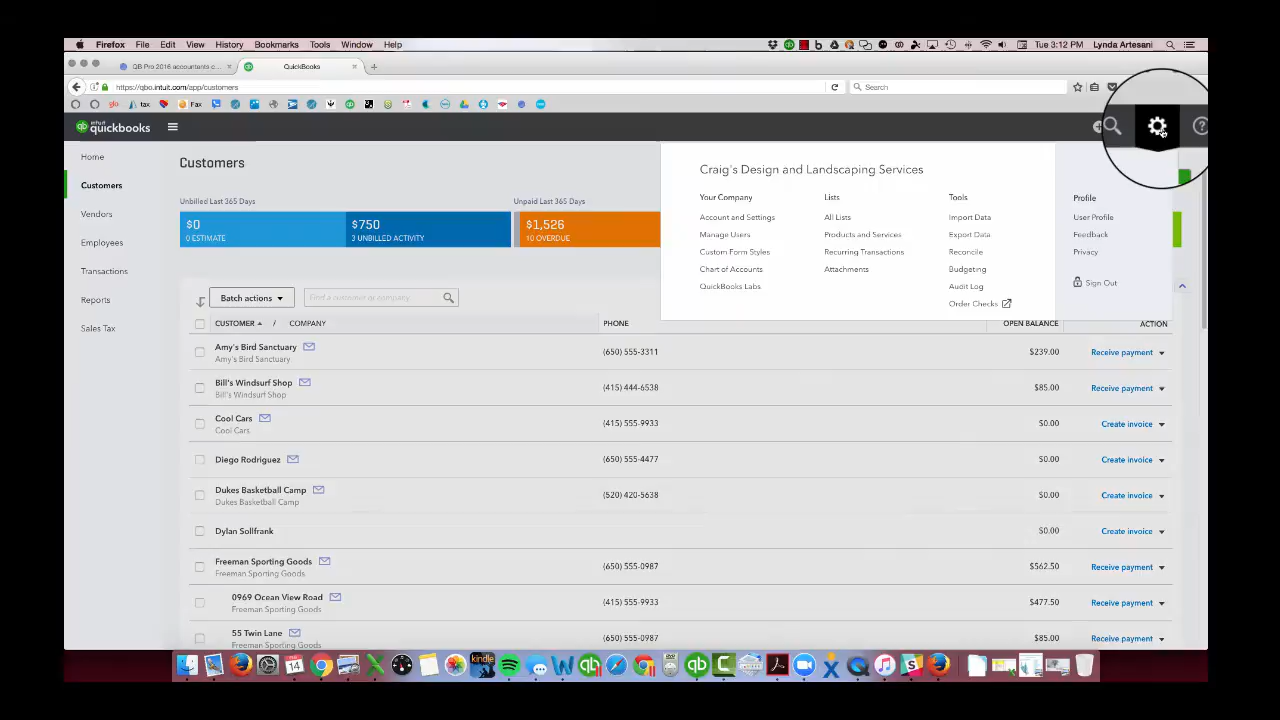 Firefox File Edit View History Bookmarks Tools Window Help Tue 3:12 PM Lynda Artesani
QB Pro 2016 accountants c... × QuickBooks × +
https://qbo.intuit.com/app/customers Search
tax Fax
intuit quickbooks
Home
Customers
Vendors
Employees
Transactions
Reports
Sales Tax
Customers
Unbilled Last 365 Days Unpaid Last 365 Days
$0 $750 $1,526
0 ESTIMATE 3 UNBILLED ACTIVITY 10 OVERDUE
Craig's Design and Landscaping Services
Your Company Lists Tools Profile
Account and Settings All Lists Import Data User Profile
Manage Users Products and Services Export Data Feedback
Custom Form Styles Recurring Transactions Reconcile Privacy
Chart of Accounts Attachments Budgeting
QuickBooks Labs Audit Log Sign Out
Order Checks
Batch actions Find a customer or company
CUSTOMER / COMPANY PHONE OPEN BALANCE ACTION
Amy's Bird Sanctuary (650) 555-3311 $239.00 Receive payment
Amy's Bird Sanctuary
Bill's Windsurf Shop (415) 444-6538 $85.00 Receive payment
Bill's Windsurf Shop
Cool Cars (415) 555-9933 $0.00 Create invoice
Cool Cars
Diego Rodriguez (650) 555-4477 $0.00 Create invoice
Dukes Basketball Camp (520) 420-5638 $0.00 Create invoice
Dukes Basketball Camp
Dylan Sollfrank $0.00 Create invoice
Freeman Sporting Goods (650) 555-0987 $562.50 Receive payment
Freeman Sporting Goods
0969 Ocean View Road (415) 555-9933 $477.50 Receive payment
Freeman Sporting Goods
55 Twin Lane (650) 555-0987 $85.00 Receive payment
Freeman Sporting Goods
14
kindle